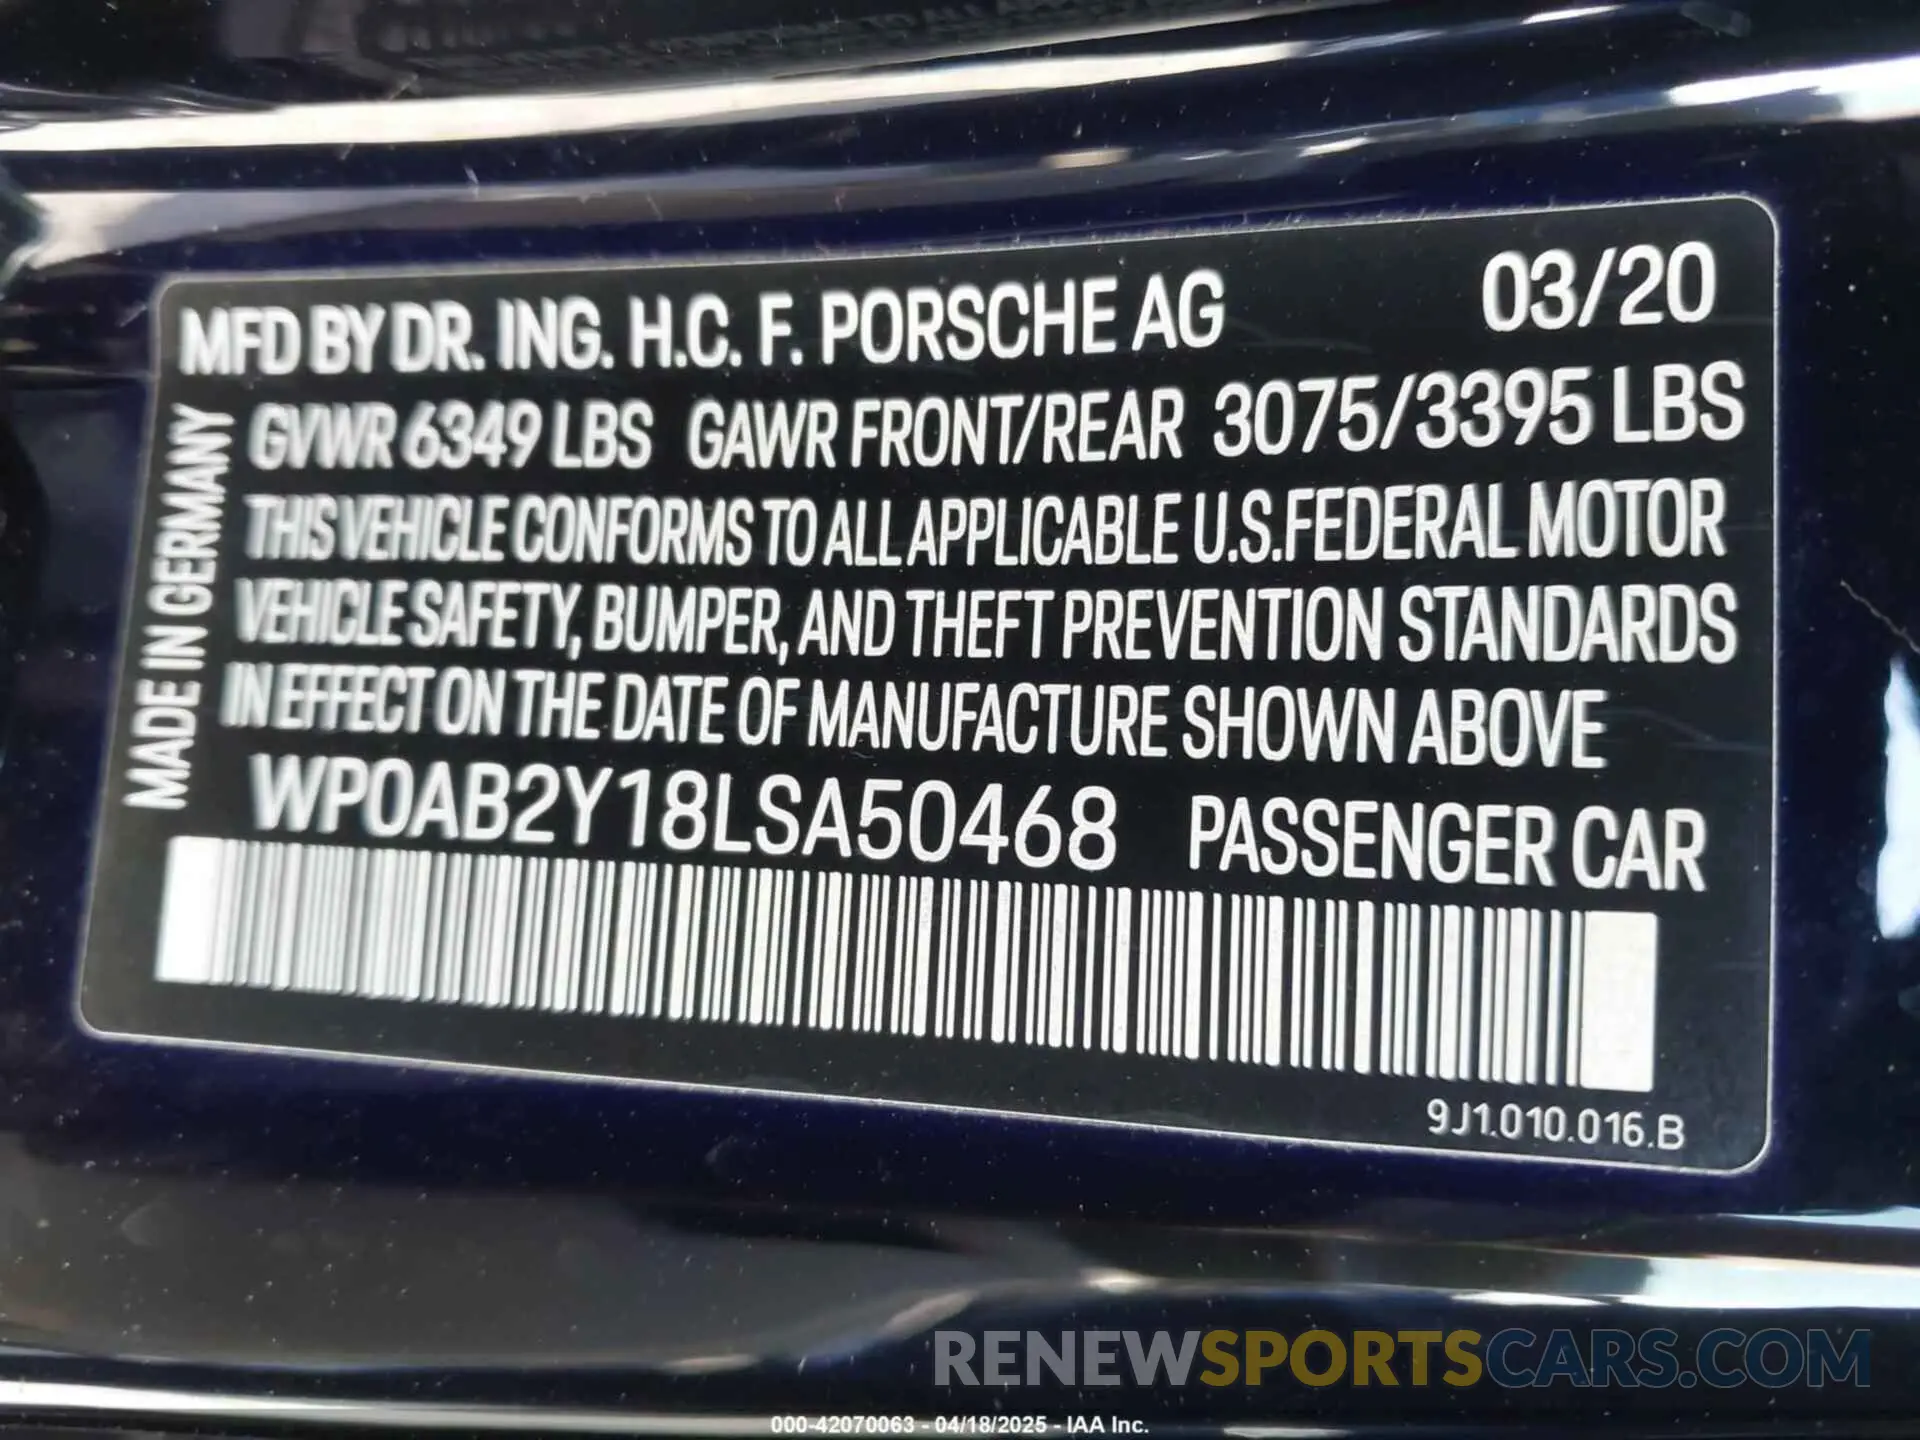 MFD BY DR. ING. H.C. F. PORSCHE AG 03/20
GVWR 6349 LBS GAWR FRONT/REAR 3075/3395 LBS
THIS VEHICLE CONFORMS TO ALL APPLICABLE U.S.FEDERAL MOTOR
VEHICLE SAFETY, BUMPER, AND THEFT PREVENTION STANDARDS
IN EFFECT ON THE DATE OF MANUFACTURE SHOWN ABOVE
WP0AB2Y18LSA50468 PASSENGER CAR
MADE IN GERMANY
9J1.010.016.B
RENEWSPORTSCARS.COM
000-42070063 - 04/18/2025 - IAA Inc.